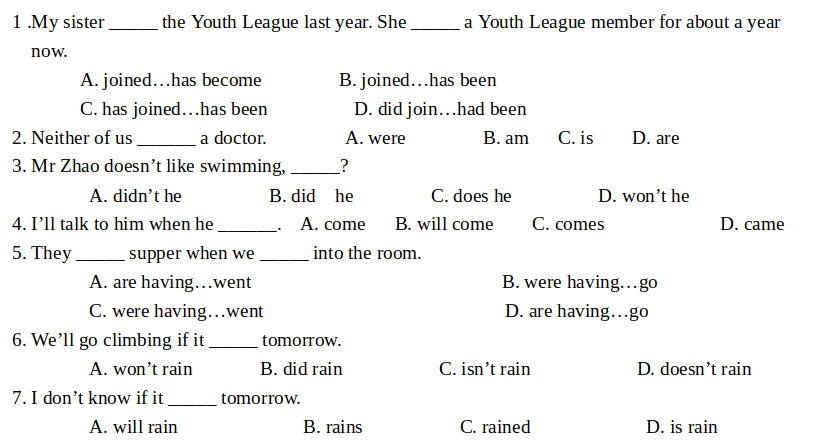 1 .My sister _____ the Youth League last year. She _____ a Youth League member for about a year
now.
A. joined…has become B. joined…has been
C. has joined…has been D. did join…had been
2. Neither of us ______ a doctor. A. were B. am C. is D. are
3. Mr Zhao doesn’t like swimming, _____?
A. didn’t he B. did he C. does he D. won’t he
4. I’ll talk to him when he ______. A. come B. will come C. comes D. came
5. They _____ supper when we _____ into the room.
A. are having…went B. were having…go
C. were having…went D. are having…go
6. We’ll go climbing if it _____ tomorrow.
A. won’t rain B. did rain C. isn’t rain D. doesn’t rain
7. I don’t know if it _____ tomorrow.
A. will rain B. rains C. rained D. is rain